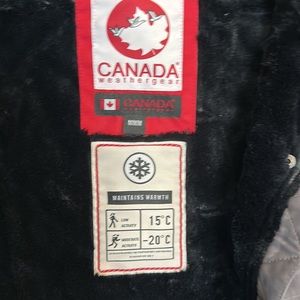 CANADA
weathergear
CANADA
MAINTAINS WARMTH
LOW
ACTIVITY
15°C
MODERATE
ACTIVITY
-20°C